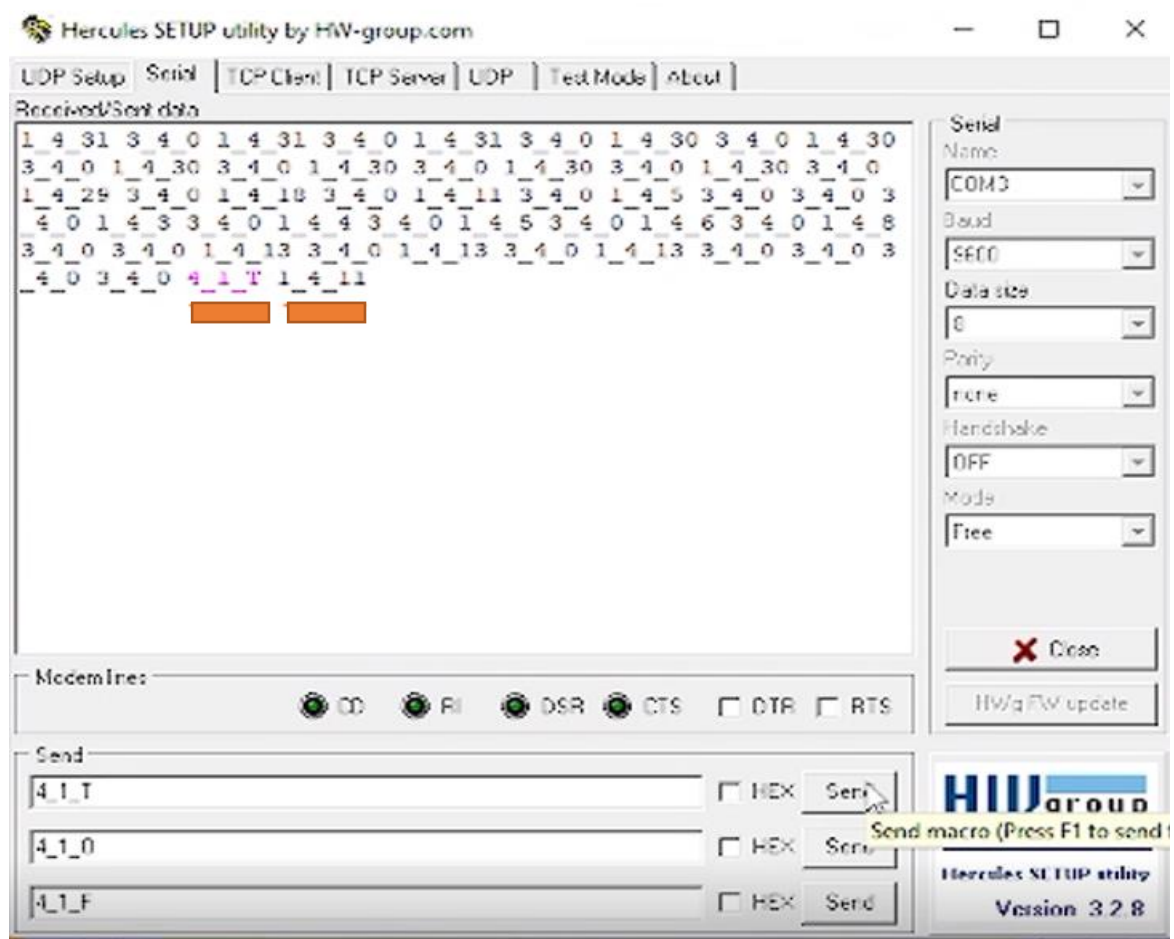 Hercules SETUP utility by HW-group.com
UDP Setup Serial TCP Client TCP Server UDP Test Mode About
Received/Sent data
1_4_31 3_4_0 1_4_31 3_4_0 1_4_31 3_4_0 1_4_30 3_4_0 1_4_30
3_4_0 1_4_30 3_4_0 1_4_30 3_4_0 1_4_30 3_4_0 1_4_30 3_4_0
1_4_29 3_4_0 1_4_18 3_4_0 1_4_11 3_4_0 1_4_5 3_4_0 3_4_0 3
_4_0 1_4_3 3_4_0 1_4_4 3_4_0 1_4_5 3_4_0 1_4_6 3_4_0 1_4_8
3_4_0 3_4_0 1_4_13 3_4_0 1_4_13 3_4_0 1_4_13 3_4_0 3_4_0 3
_4_0 3_4_0 4_1_T 1_4_11
Serial
Name
COM3
Baud
9600
Data size
8
Parity
none
Handshake
OFF
Mode
Free
Close
HWg FW update
Modem lines
CD RI DSR CTS DTR RTS
Send
4_1_T HEX Send
4_1_0 HEX Send
4_1_F HEX Send
Send macro (Press F1 to send
HW group
Hercules SETUP utility
Version 3.2.8